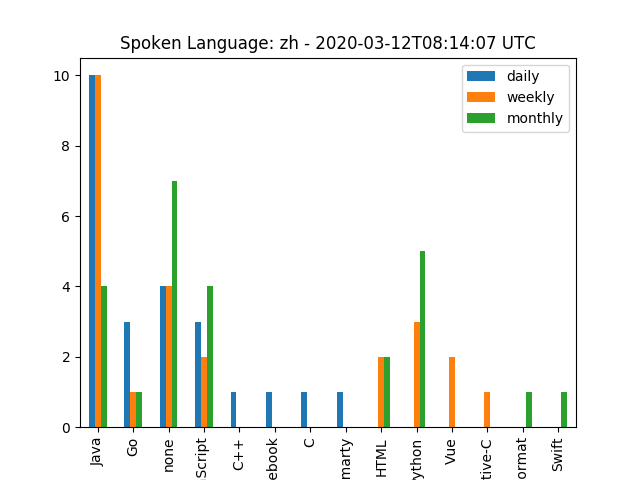 Spoken Language: zh - 2020-03-12T08:14:07 UTC
daily
weekly
monthly
10
8
6
4
2
0
Java
Go
none
Script
C++
ebook
C
marty
HTML
ython
Vue
tive-C
ormat
Swift